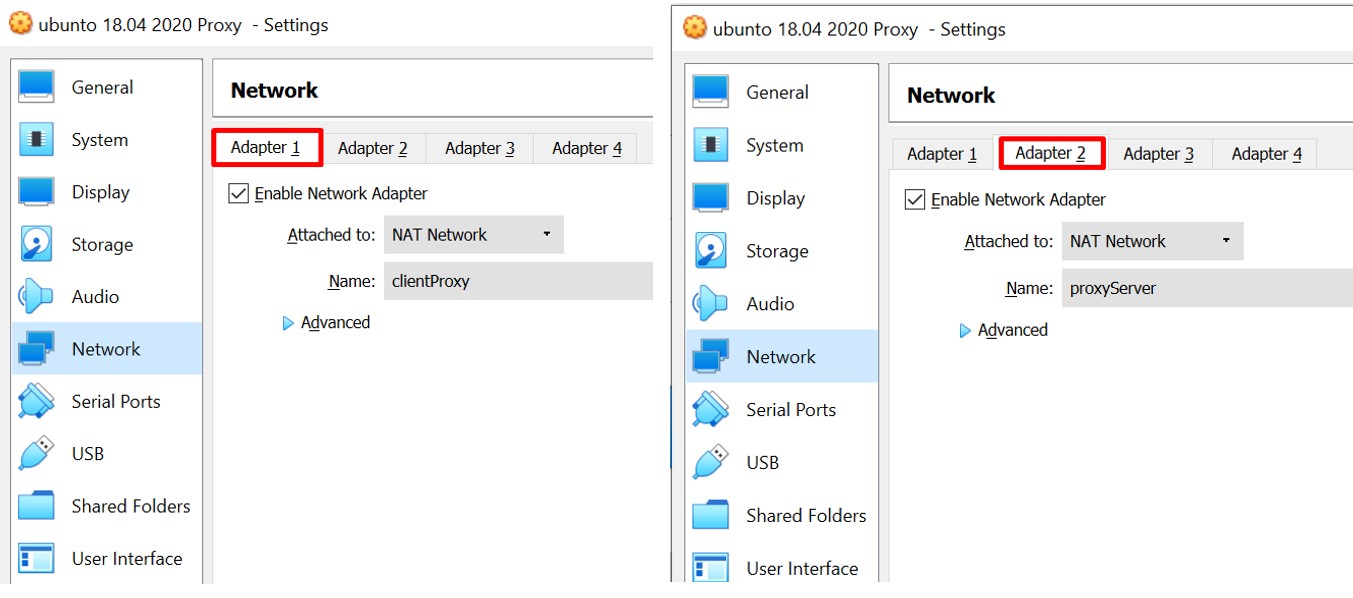 ubunto 18.04 2020 Proxy - Settings
General
System
Display
Storage
Audio
Network
Serial Ports
USB
Shared Folders
User Interface
Network
Adapter 1 Adapter 2 Adapter 3 Adapter 4
Enable Network Adapter
Attached to: NAT Network
Name: clientProxy
Advanced
ubunto 18.04 2020 Proxy - Settings
General
System
Display
Storage
Audio
Network
Serial Ports
USB
Shared Folders
User Interface
Network
Adapter 1 Adapter 2 Adapter 3 Adapter 4
Enable Network Adapter
Attached to: NAT Network
Name: proxyServer
Advanced